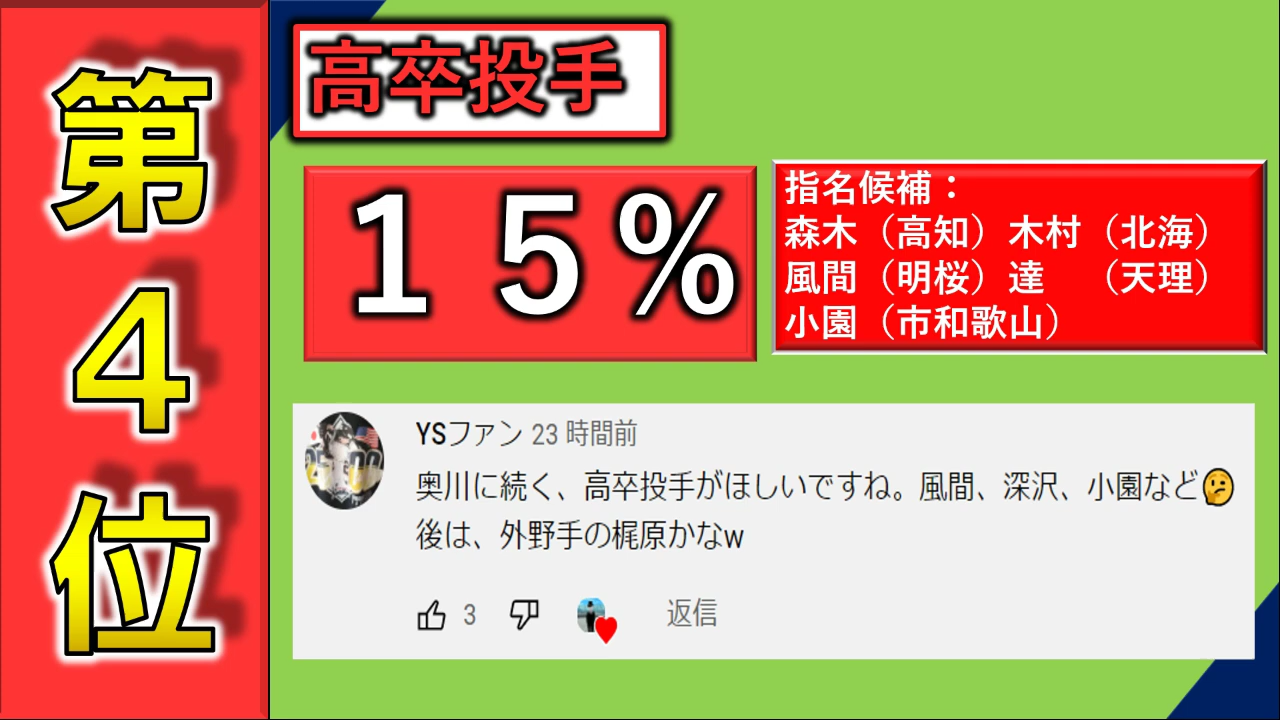 第4位
高卒投手
15%
指名候補：
森木（高知）木村（北海）
風間（明桜）達　（天理）
小園（市和歌山）
YSファン 23 時間前
奥川に続く、高卒投手がほしいですね。風間、深沢、小園など🤔
後は、外野手の梶原かなw
3 返信